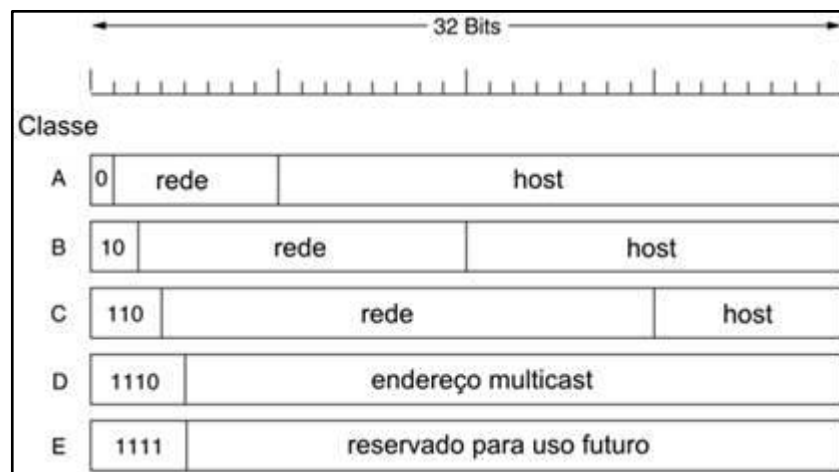 32 Bits
Classe
A 0 rede host
B 10 rede host
C 110 rede host
D 1110 endereço multicast
E 1111 reservado para uso futuro